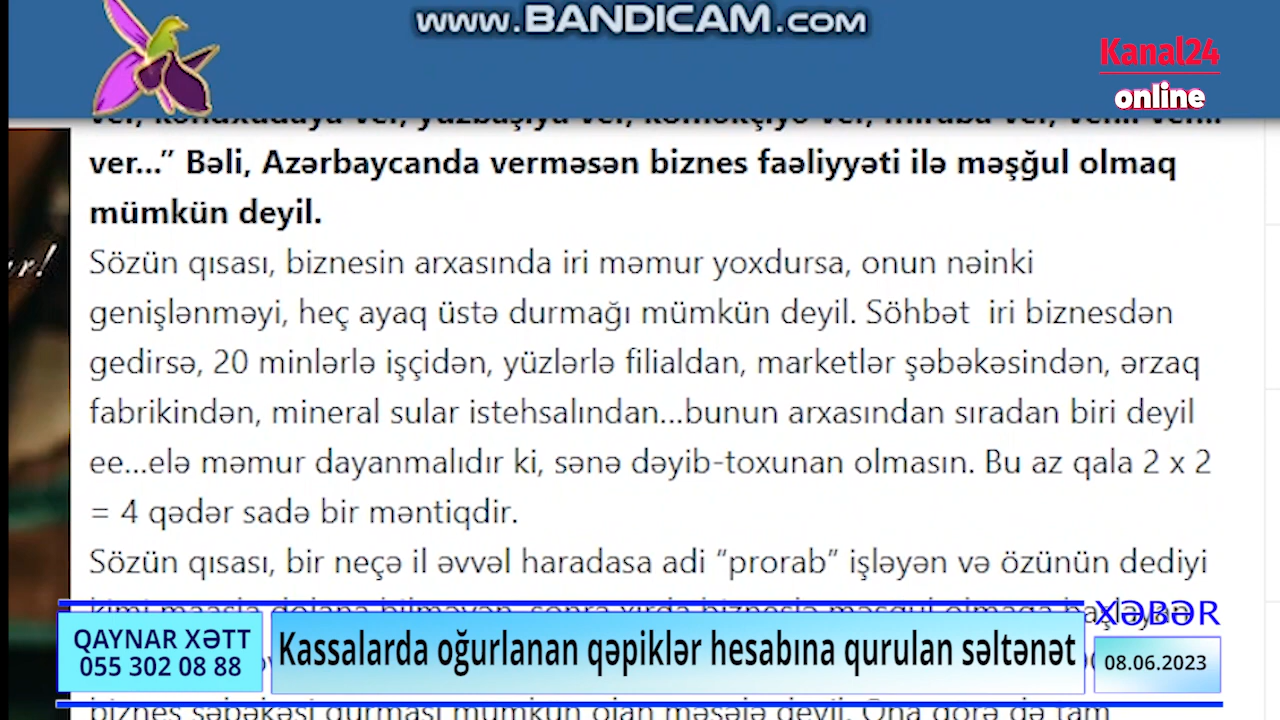 www.BANDICAM.com
Kanal24
online
ver...” Bəli, Azərbaycanda verməsən biznes fəaliyyəti ilə məşğul olmaq
mümkün deyil.
Sözün qısası, biznesin arxasında iri məmur yoxdursa, onun nəinki
genişlənməyi, heç ayaq üstə durmağı mümkün deyil. Söhbət iri biznesdən
gedirsə, 20 minlərlə işçidən, yüzlərlə filialdan, marketlər şəbəkəsindən, ərzaq
fabrikindən, mineral sular istehsalından...bunun arxasından sıradan biri deyil
ee...elə məmur dayanmalıdır ki, sənə dəyib-toxunan olmasın. Bu az qala 2 x 2
= 4 qədər sadə bir məntiqdir.
Sözün qısası, bir neçə il əvvəl haradasa adi “prorab” işləyən və özünün dediyi
XƏBƏR
QAYNAR XƏTT
055 302 08 88
Kassalarda oğurlanan qəpiklər hesabına qurulan səltənət
08.06.2023